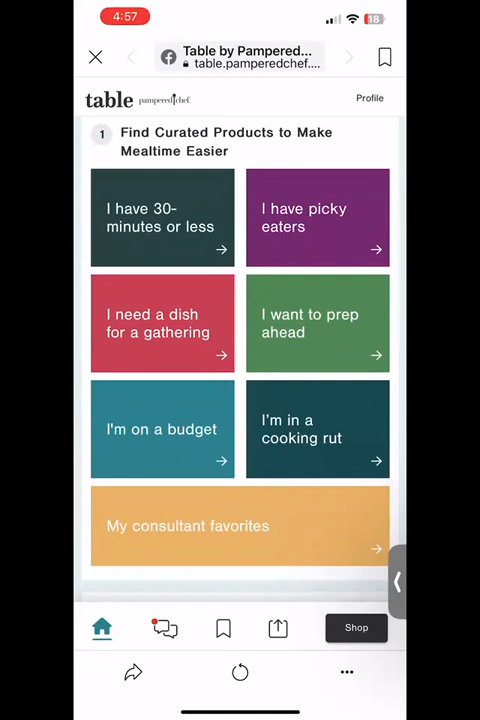 4:57
18
Table by Pampered...
table.pamperedchef....
table pampered chef.
Profile
1 Find Curated Products to Make
Mealtime Easier
I have 30-
minutes or less
I have picky
eaters
I need a dish
for a gathering
I want to prep
ahead
I'm on a budget
I'm in a
cooking rut
My consultant favorites
Shop